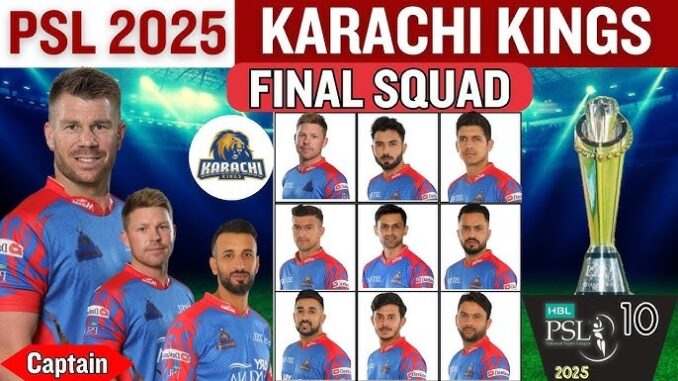 PSL 2025
KARACHI KINGS
FINAL SQUAD
KARACHI
KINGS
Captain
HBL
PSL 10
2025